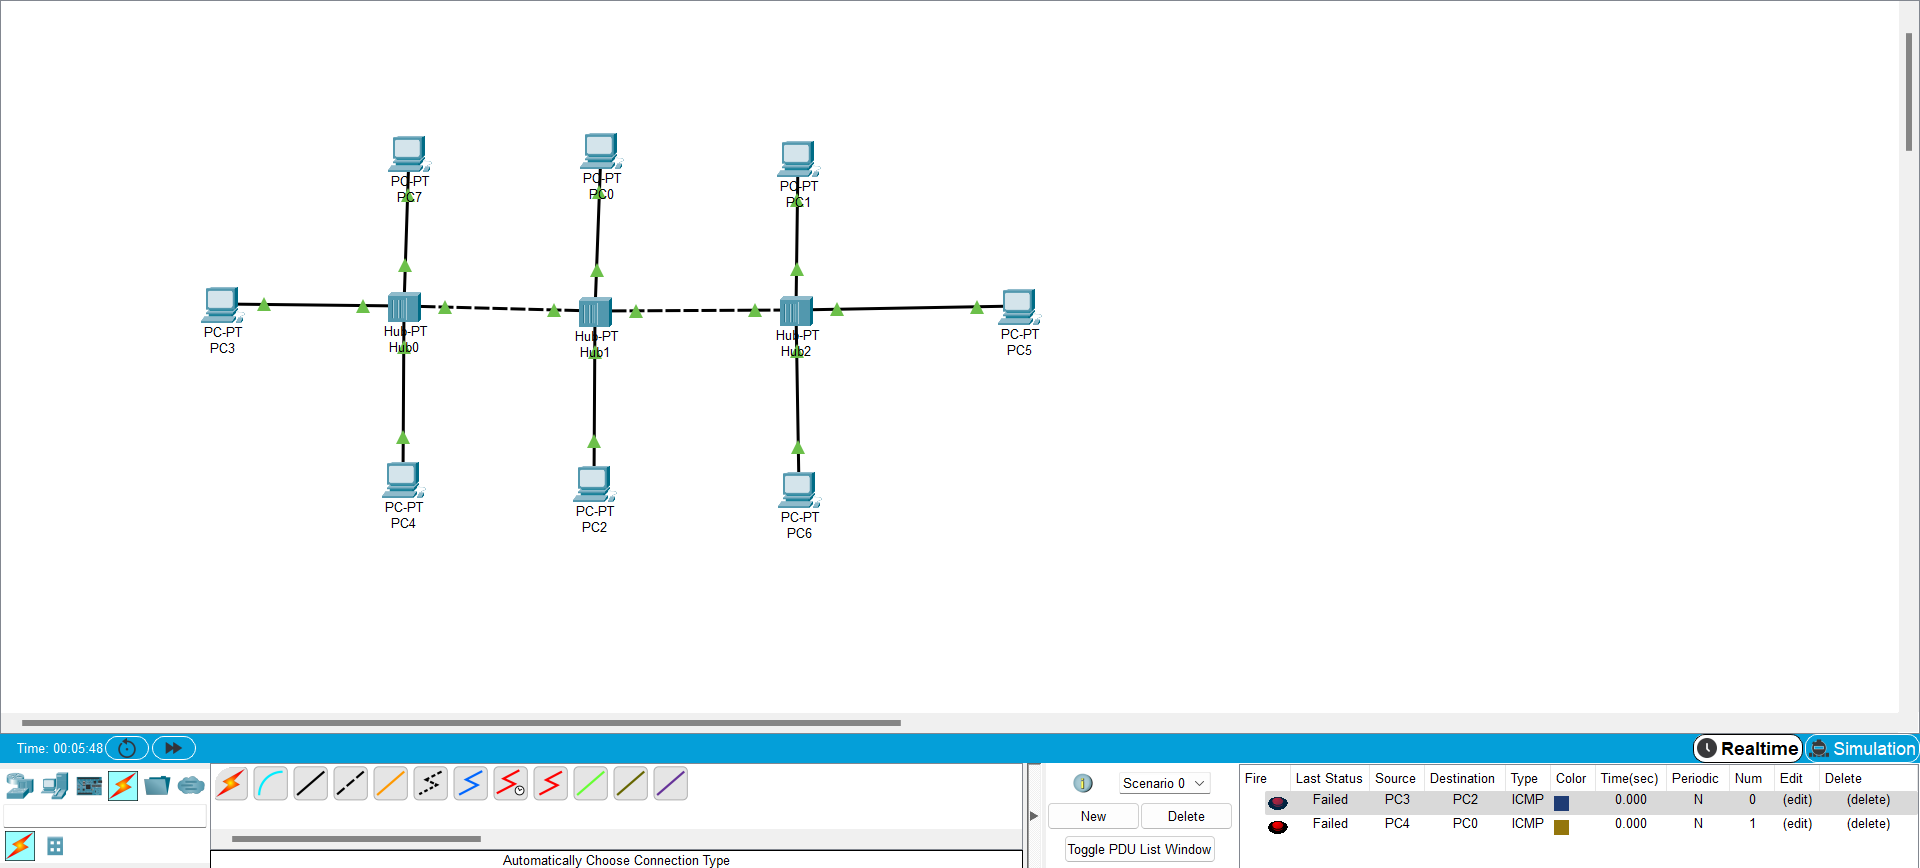 PC-PT
PC7
PC-PT
PC0
PC-PT
PC1
PC-PT
PC3
Hub-PT
Hub0
Hub-PT
Hub1
Hub-PT
Hub2
PC-PT
PC5
PC-PT
PC4
PC-PT
PC2
PC-PT
PC6
Time: 00:05:48
Realtime
Simulation
Automatically Choose Connection Type
Scenario 0
New
Delete
Toggle PDU List Window
Fire Last Status Source Destination Type Color Time(sec) Periodic Num Edit Delete
Failed PC3 PC2 ICMP 0.000 N 0 (edit) (delete)
Failed PC4 PC0 ICMP 0.000 N 1 (edit) (delete)